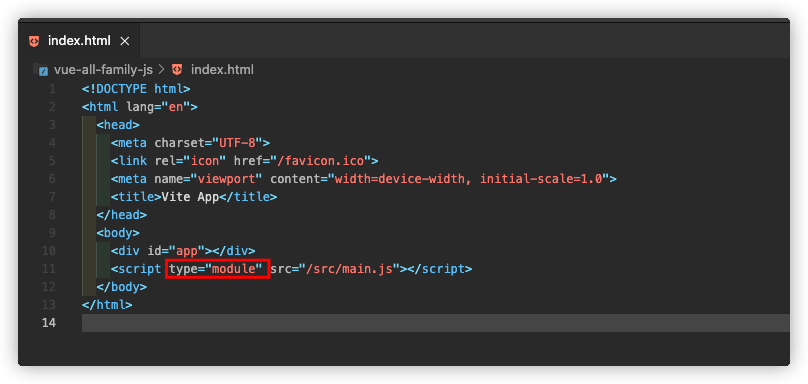 index.html ×
vue-all-family-js > index.html
1 <!DOCTYPE html>
2 <html lang="en">
3 <head>
4 <meta charset="UTF-8">
5 <link rel="icon" href="/favicon.ico">
6 <meta name="viewport" content="width=device-width, initial-scale=1.0">
7 <title>Vite App</title>
8 </head>
9 <body>
10 <div id="app"></div>
11 <script type="module" src="/src/main.js"></script>
12 </body>
13 </html>
14